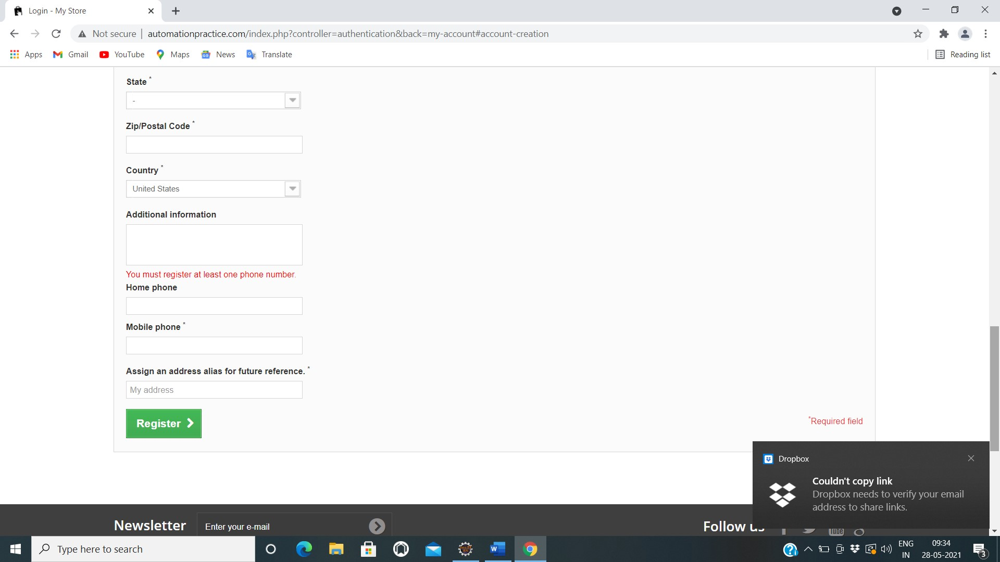 Login - My Store
Not secure
automationpractice.com/index.php?controller=authentication&back=my-account#account-creation
Apps
Gmail
YouTube
Maps
News
Translate
Reading list
State *
-
Zip/Postal Code *
Country *
United States
Additional information
You must register at least one phone number.
Home phone
Mobile phone *
Assign an address alias for future reference. *
My address
Register
*Required field
Dropbox
Couldn't copy link
Dropbox needs to verify your email
address to share links.
Newsletter
Enter your e-mail
Follow us
Type here to search
ENG
IN
09:34
28-05-2021
3